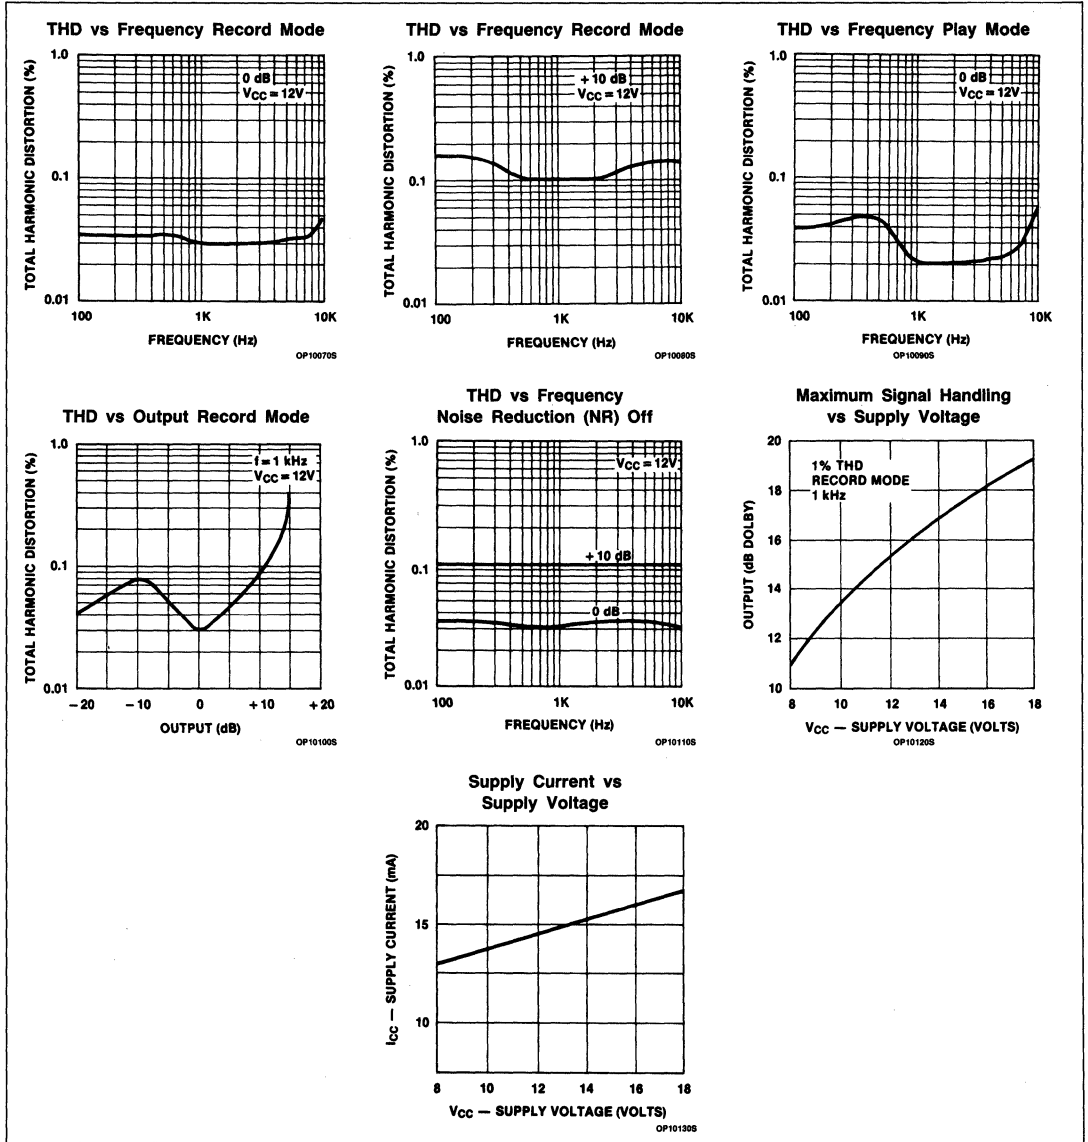 THD vs Frequency Record Mode
TOTAL HARMONIC DISTORTION (%)
1.0
0.1
0.01
0 dB
VCC = 12V
100
1K
10K
FREQUENCY (Hz)
OP10070S
THD vs Frequency Record Mode
TOTAL HARMONIC DISTORTION (%)
1.0
0.1
0.01
+10 dB
VCC = 12V
100
1K
10K
FREQUENCY (Hz)
OP10080S
THD vs Frequency Play Mode
TOTAL HARMONIC DISTORTION (%)
1.0
0.1
0.01
0 dB
VCC = 12V
100
1K
10K
FREQUENCY (Hz)
OP10090S
THD vs Output Record Mode
TOTAL HARMONIC DISTORTION (%)
1.0
0.1
0.01
f = 1 kHz
VCC = 12V
-20
-10
0
+10
+20
OUTPUT (dB)
OP10100S
THD vs Frequency
Noise Reduction (NR) Off
TOTAL HARMONIC DISTORTION (%)
1.0
0.1
0.01
VCC = 12V
+10 dB
0 dB
100
1K
10K
FREQUENCY (Hz)
OP10110S
Maximum Signal Handling
vs Supply Voltage
OUTPUT (dB DOLBY)
20
18
16
14
12
10
1% THD
RECORD MODE
1 kHz
8
10
12
14
16
18
VCC — SUPPLY VOLTAGE (VOLTS)
OP10120S
Supply Current vs
Supply Voltage
ICC — SUPPLY CURRENT (mA)
20
15
10
8
10
12
14
16
18
VCC — SUPPLY VOLTAGE (VOLTS)
OP10130S